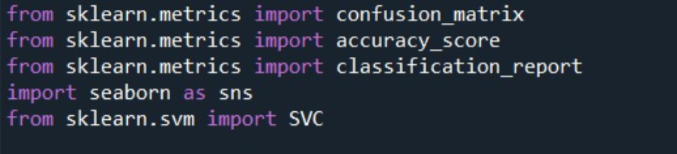 from sklearn.metrics import confusion_matrix
from sklearn.metrics import accuracy_score
from sklearn.metrics import classification_report
import seaborn as sns
from sklearn.svm import SVC